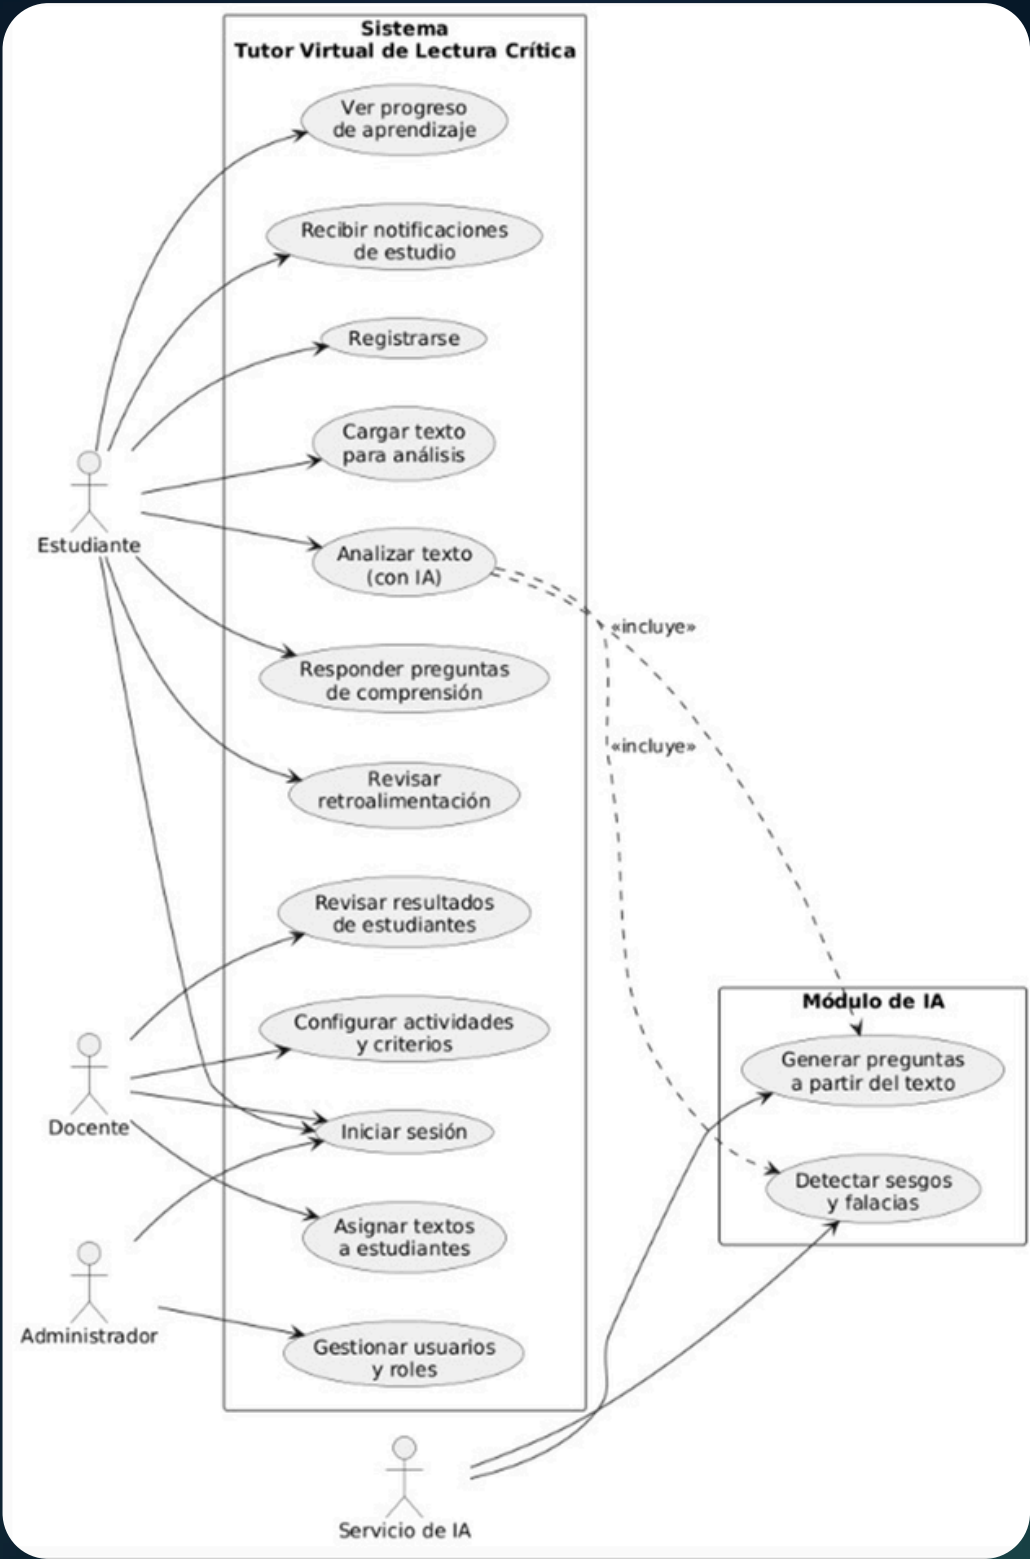 Sistema
Tutor Virtual de Lectura Crítica
Ver progreso
de aprendizaje
Recibir notificaciones
de estudio
Registrarse
Cargar texto
para análisis
Estudiante
Analizar texto
(con IA)
«incluye»
Responder preguntas
de comprensión
«incluye»
Revisar
retroalimentación
Revisar resultados
de estudiantes
Módulo de IA
Configurar actividades
y criterios
Generar preguntas
a partir del texto
Docente
Iniciar sesión
Detectar sesgos
y falacias
Asignar textos
a estudiantes
Administrador
Gestionar usuarios
y roles
Servicio de IA